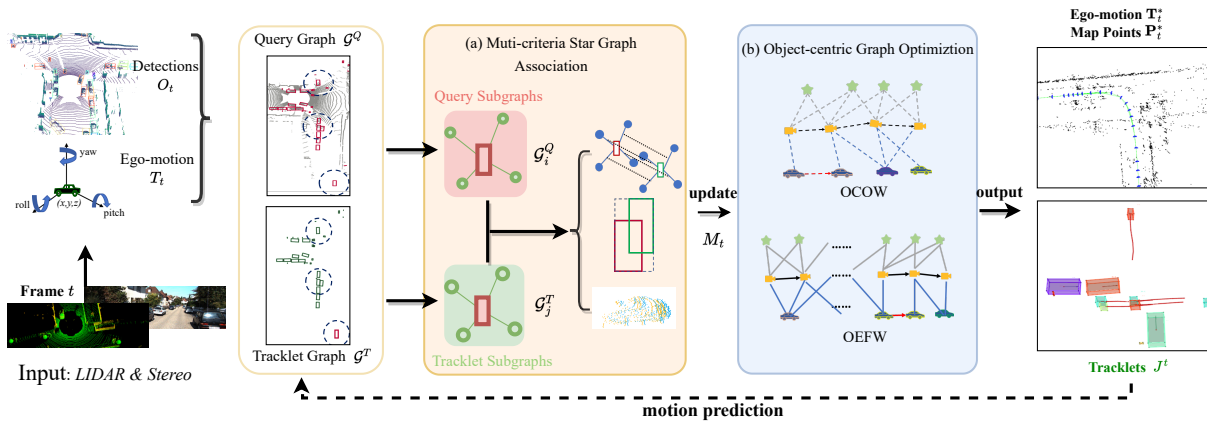 Detections
O_t
Ego-motion
T_t
yaw
roll
(x,y,z)
pitch
Frame t
Input: LIDAR & Stereo
Query Graph 𝒢^Q
Tracklet Graph 𝒢^T
(a) Muti-criteria Star Graph
Association
Query Subgraphs
𝒢_i^Q
𝒢_j^T
Tracklet Subgraphs
update
M_t
(b) Object-centric Graph Optimiztion
OCOW
......
......
OEFW
output
Ego-motion T_t^*
Map Points P_t^*
Tracklets J^t
motion prediction